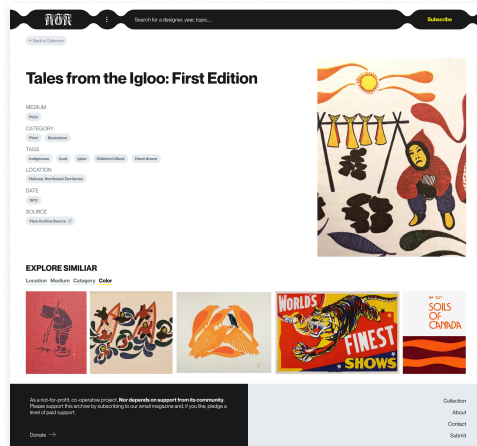 NOR
Search for a designer, year, topic...
Subscribe
← Back to Collection
Tales from the Igloo: First Edition
MEDIUM
Print
CATEGORY
Print Illustration
TAGS
Indigenous Inuit Igloo Children's Book Hand drawn
LOCATION
Holman, Northwest Territories
DATE
1972
SOURCE
View Archive Source
EXPLORE SIMILIAR
Location Medium Category Color
WORLD'S
FINEST
SHOWS
SOILS
OF
CANADA
As a not-for-profit, co-operative project, Nor depends on support from its community.
Please support this archive by subscribing to our email magazine and, if you like, pledge a
level of paid support.
Donate →
Collection
About
Contact
Submit